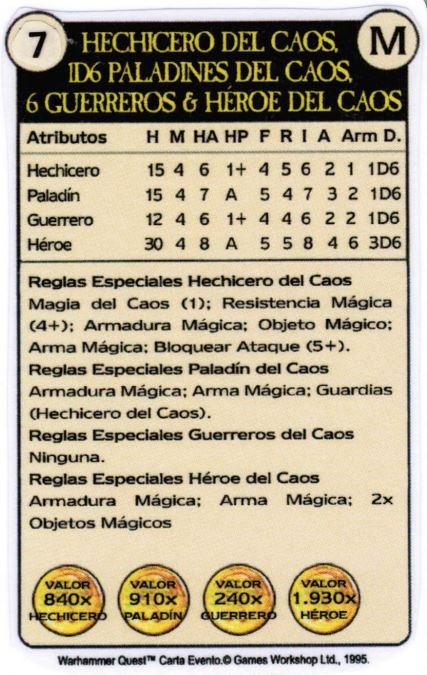 7 HECHICERO DEL CAOS, M
1D6 PALADINES DEL CAOS,
6 GUERREROS & HÉROE DEL CAOS
Atributos H M HA HP F R I A Arm D.
Hechicero 15 4 6 1+ 4 5 6 2 1 1D6
Paladín 15 4 7 A 5 4 7 3 2 1D6
Guerrero 12 4 6 1+ 4 4 6 2 2 1D6
Héroe 30 4 8 A 5 5 8 4 6 3D6
Reglas Especiales Hechicero del Caos
Magia del Caos (1); Resistencia Mágica
(4+); Armadura Mágica; Objeto Mágico;
Arma Mágica; Bloquear Ataque (5+).
Reglas Especiales Paladín del Caos
Armadura Mágica; Arma Mágica; Guardias
(Hechicero del Caos).
Reglas Especiales Guerreros del Caos
Ninguna.
Reglas Especiales Héroe del Caos
Armadura Mágica; Arma Mágica; 2x
Objetos Mágicos
VALOR VALOR VALOR VALOR
840x 910x 240x 1.930x
HECHICERO PALADÍN GUERRERO HÉROE
Warhammer Quest™ Carta Evento.© Games Workshop Ltd., 1995.